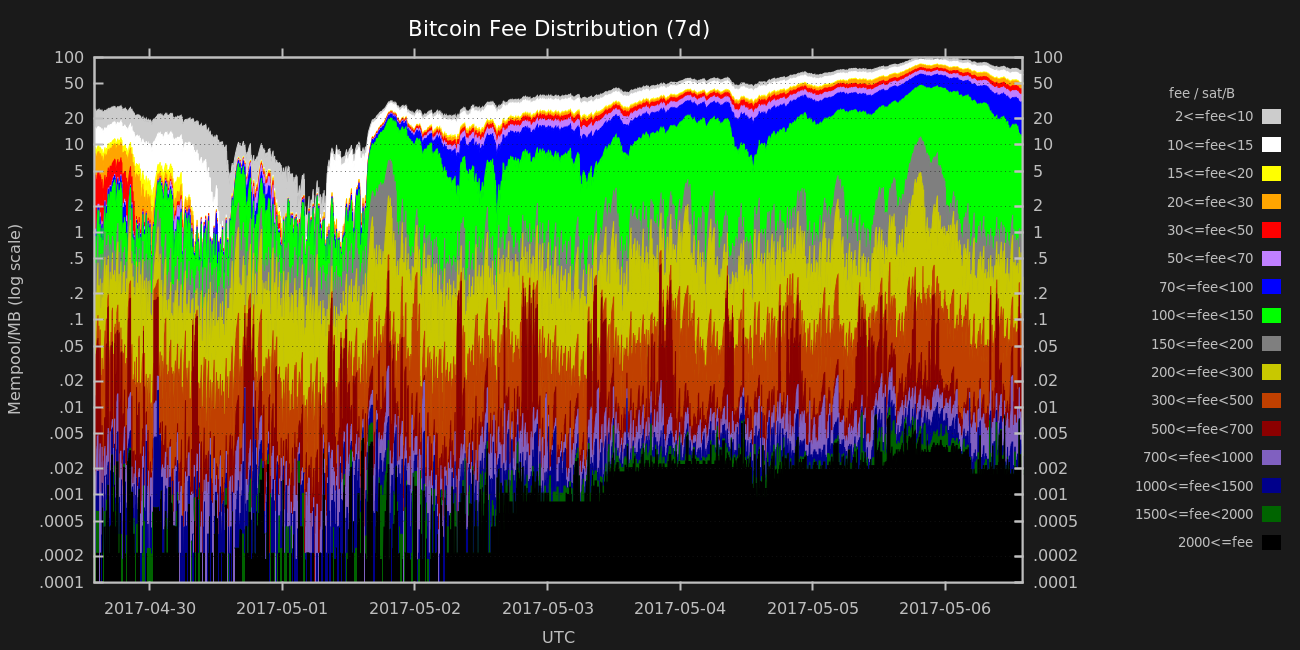 Bitcoin Fee Distribution (7d)
Mempool/MB (log scale)
100
50
20
10
5
2
1
.5
.2
.1
.05
.02
.01
.005
.002
.001
.0005
.0002
.0001
100
50
20
10
5
2
1
.5
.2
.1
.05
.02
.01
.005
.002
.001
.0005
.0002
.0001
2017-04-30 2017-05-01 2017-05-02 2017-05-03 2017-05-04 2017-05-05 2017-05-06
UTC
fee / sat/B
2<=fee<10
10<=fee<15
15<=fee<20
20<=fee<30
30<=fee<50
50<=fee<70
70<=fee<100
100<=fee<150
150<=fee<200
200<=fee<300
300<=fee<500
500<=fee<700
700<=fee<1000
1000<=fee<1500
1500<=fee<2000
2000<=fee